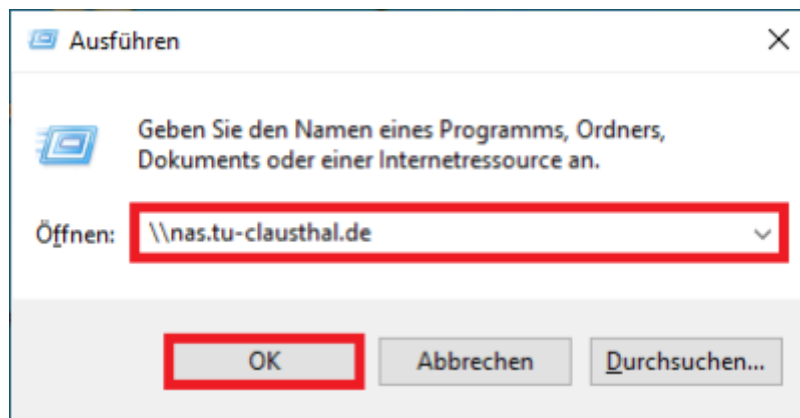 Ausführen
Geben Sie den Namen eines Programms, Ordners,
Dokuments oder einer Internetressource an.
Öffnen: \\nas.tu-clausthal.de
OK Abbrechen Durchsuchen...